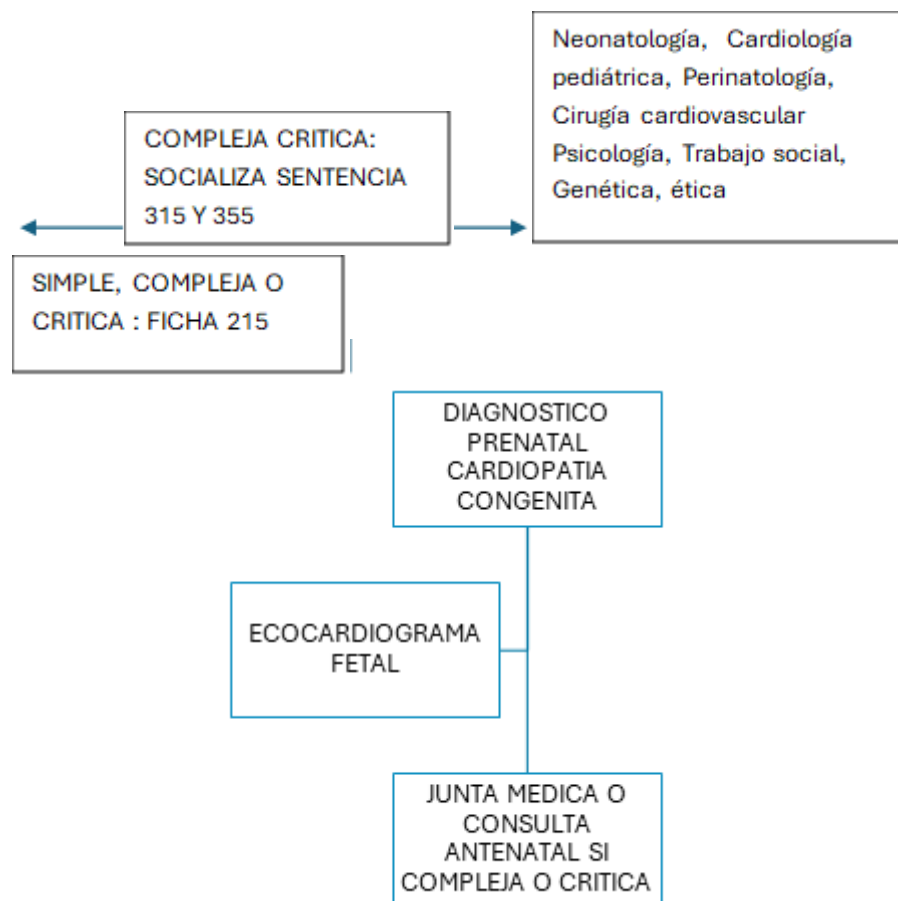 Neonatología, Cardiología
pediátrica, Perinatología,
Cirugía cardiovascular
Psicología, Trabajo social,
Genética, ética
COMPLEJA CRITICA:
SOCIALIZA SENTENCIA
315 Y 355
SIMPLE, COMPLEJA O
CRITICA : FICHA 215
DIAGNOSTICO
PRENATAL
CARDIOPATIA
CONGENITA
ECOCARDIOGRAMA
FETAL
JUNTA MEDICA O
CONSULTA
ANTENATAL SI
COMPLEJA O CRITICA